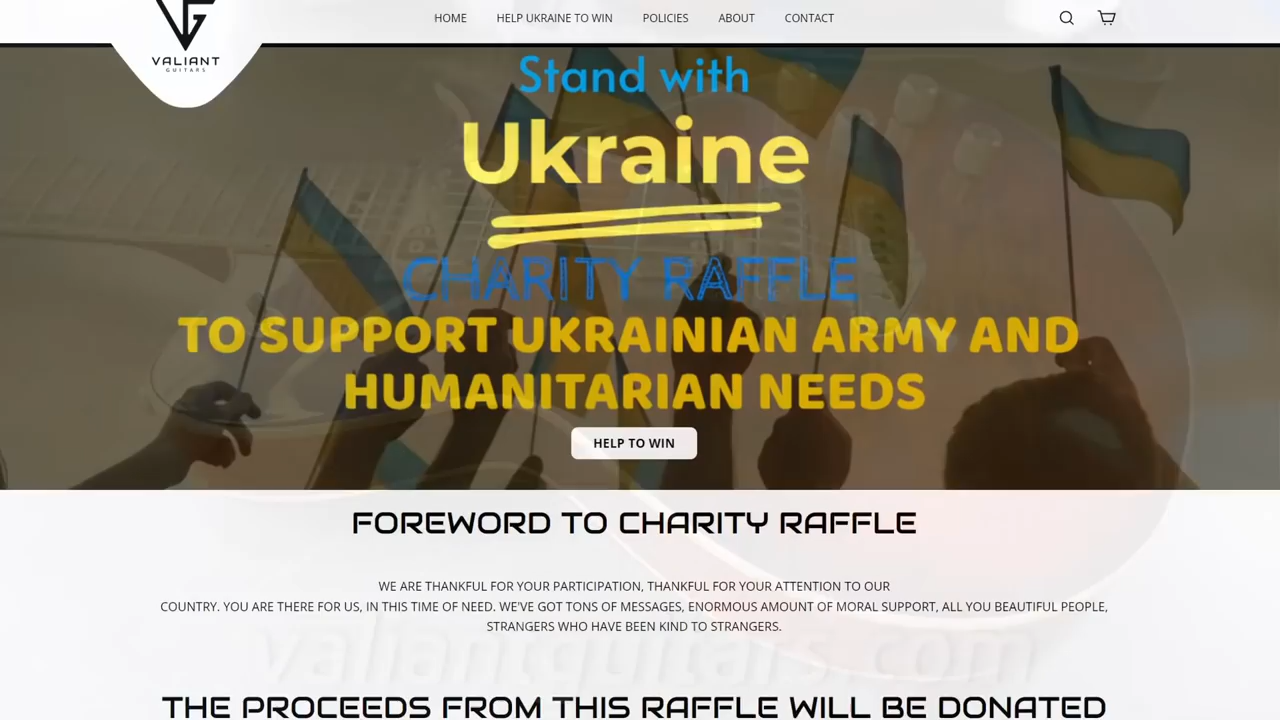 HOME HELP UKRAINE TO WIN POLICIES ABOUT CONTACT
VALIANT
GUITARS
Stand with
Ukraine
CHARITY RAFFLE
TO SUPPORT UKRAINIAN ARMY AND
HUMANITARIAN NEEDS
HELP TO WIN
FOREWORD TO CHARITY RAFFLE
WE ARE THANKFUL FOR YOUR PARTICIPATION, THANKFUL FOR YOUR ATTENTION TO OUR
COUNTRY. YOU ARE THERE FOR US, IN THIS TIME OF NEED. WE'VE GOT TONS OF MESSAGES, ENORMOUS AMOUNT OF MORAL SUPPORT, ALL YOU BEAUTIFUL PEOPLE,
STRANGERS WHO HAVE BEEN KIND TO STRANGERS.
valiantguitars.com
THE PROCEEDS FROM THIS RAFFLE WILL BE DONATED